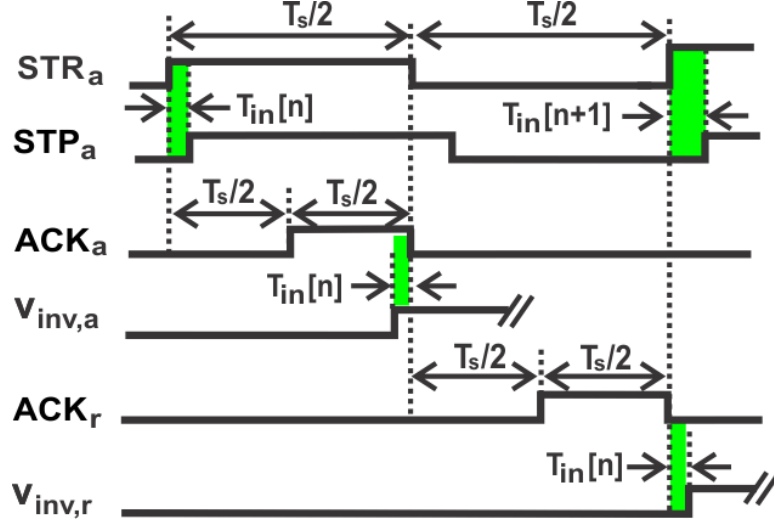 Ts/2 Ts/2
STRa
Tin[n] Tin[n+1]
STPa
Ts/2 Ts/2
ACKa
Tin[n]
vinv,a
Ts/2 Ts/2
ACKr
Tin[n]
vinv,r